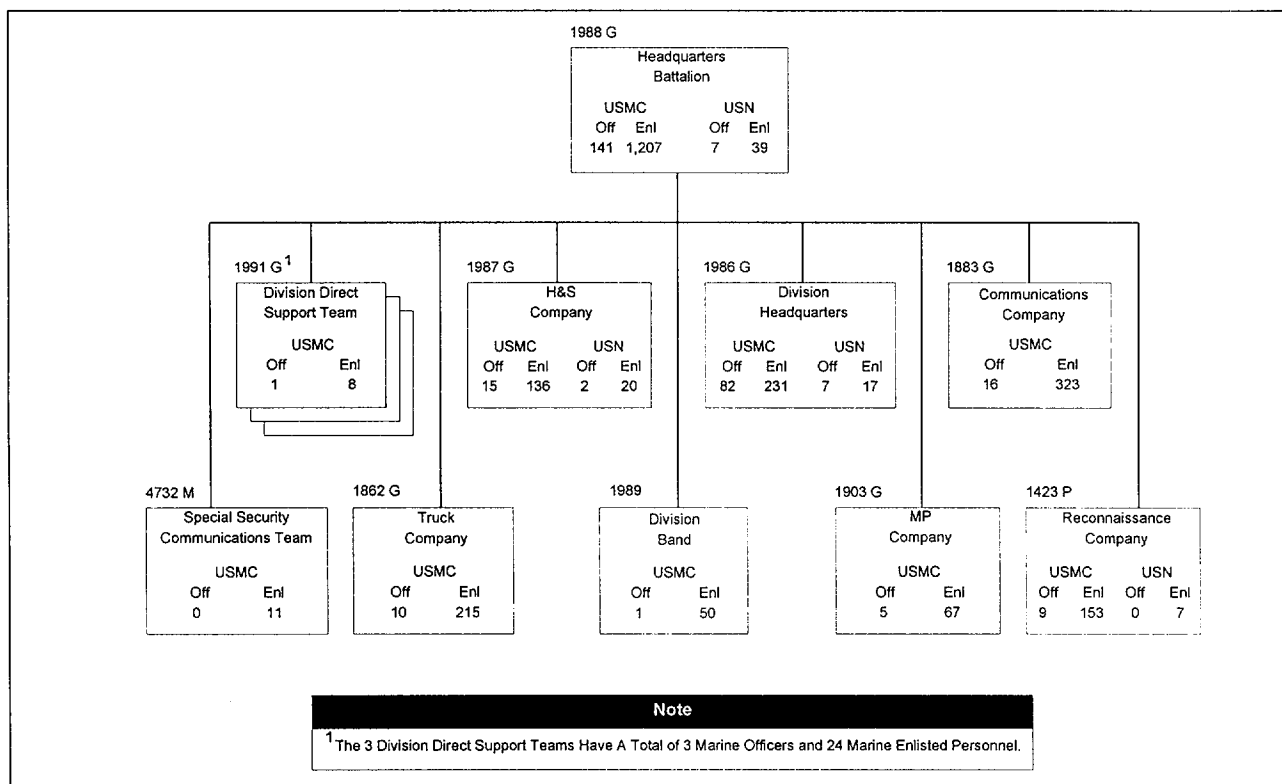 1988 G
Headquarters
Battalion
USMC USN
Off Enl Off Enl
141 1,207 7 39
1991 G 1
Division Direct
Support Team
USMC
Off Enl
1 8
1987 G
H&S
Company
USMC USN
Off Enl Off Enl
15 136 2 20
1986 G
Division
Headquarters
USMC USN
Off Enl Off Enl
82 231 7 17
1883 G
Communications
Company
USMC
Off Enl
16 323
4732 M
Special Security
Communications Team
USMC
Off Enl
0 11
1862 G
Truck
Company
USMC
Off Enl
10 215
1989
Division
Band
USMC
Off Enl
1 50
1903 G
MP
Company
USMC
Off Enl
5 67
1423 P
Reconnaissance
Company
USMC USN
Off Enl Off Enl
9 153 0 7
Note
1 The 3 Division Direct Support Teams Have A Total of 3 Marine Officers and 24 Marine Enlisted Personnel.